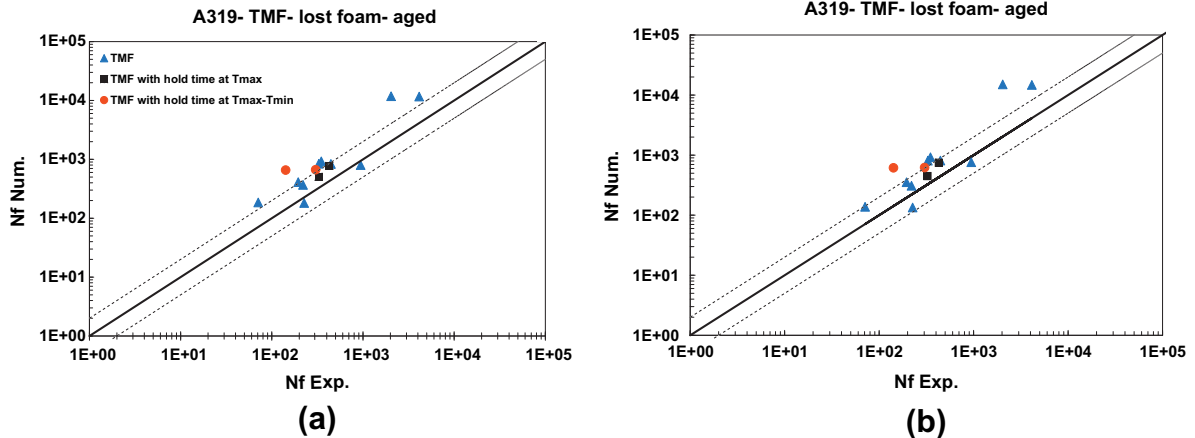 A319- TMF- lost foam- aged
1E+05
1E+04
1E+03
1E+02
1E+01
1E+00
Nf Num.
TMF
TMF with hold time at Tmax
TMF with hold time at Tmax-Tmin
1E+00 1E+01 1E+02 1E+03 1E+04 1E+05
Nf Exp.
(a)
A319- TMF- lost foam- aged
1E+05
1E+04
1E+03
1E+02
1E+01
1E+00
Nf Num.
1E+00 1E+01 1E+02 1E+03 1E+04 1E+05
Nf Exp.
(b)